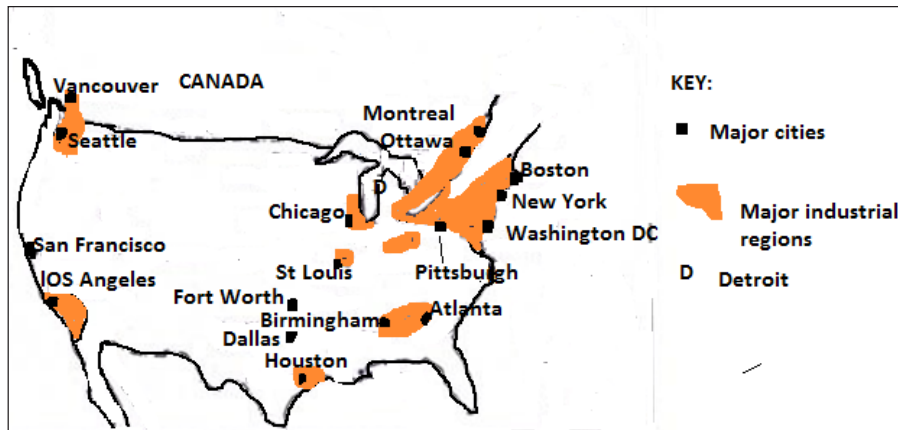 Vancouver
CANADA
Seattle
Montreal
Ottawa
Boston
New York
Washington DC
D
Chicago
San Francisco
lOS Angeles
St Louis
Pittsburgh
Fort Worth
Birmingham
Atlanta
Dallas
Houston
KEY:
Major cities
Major industrial
regions
D Detroit